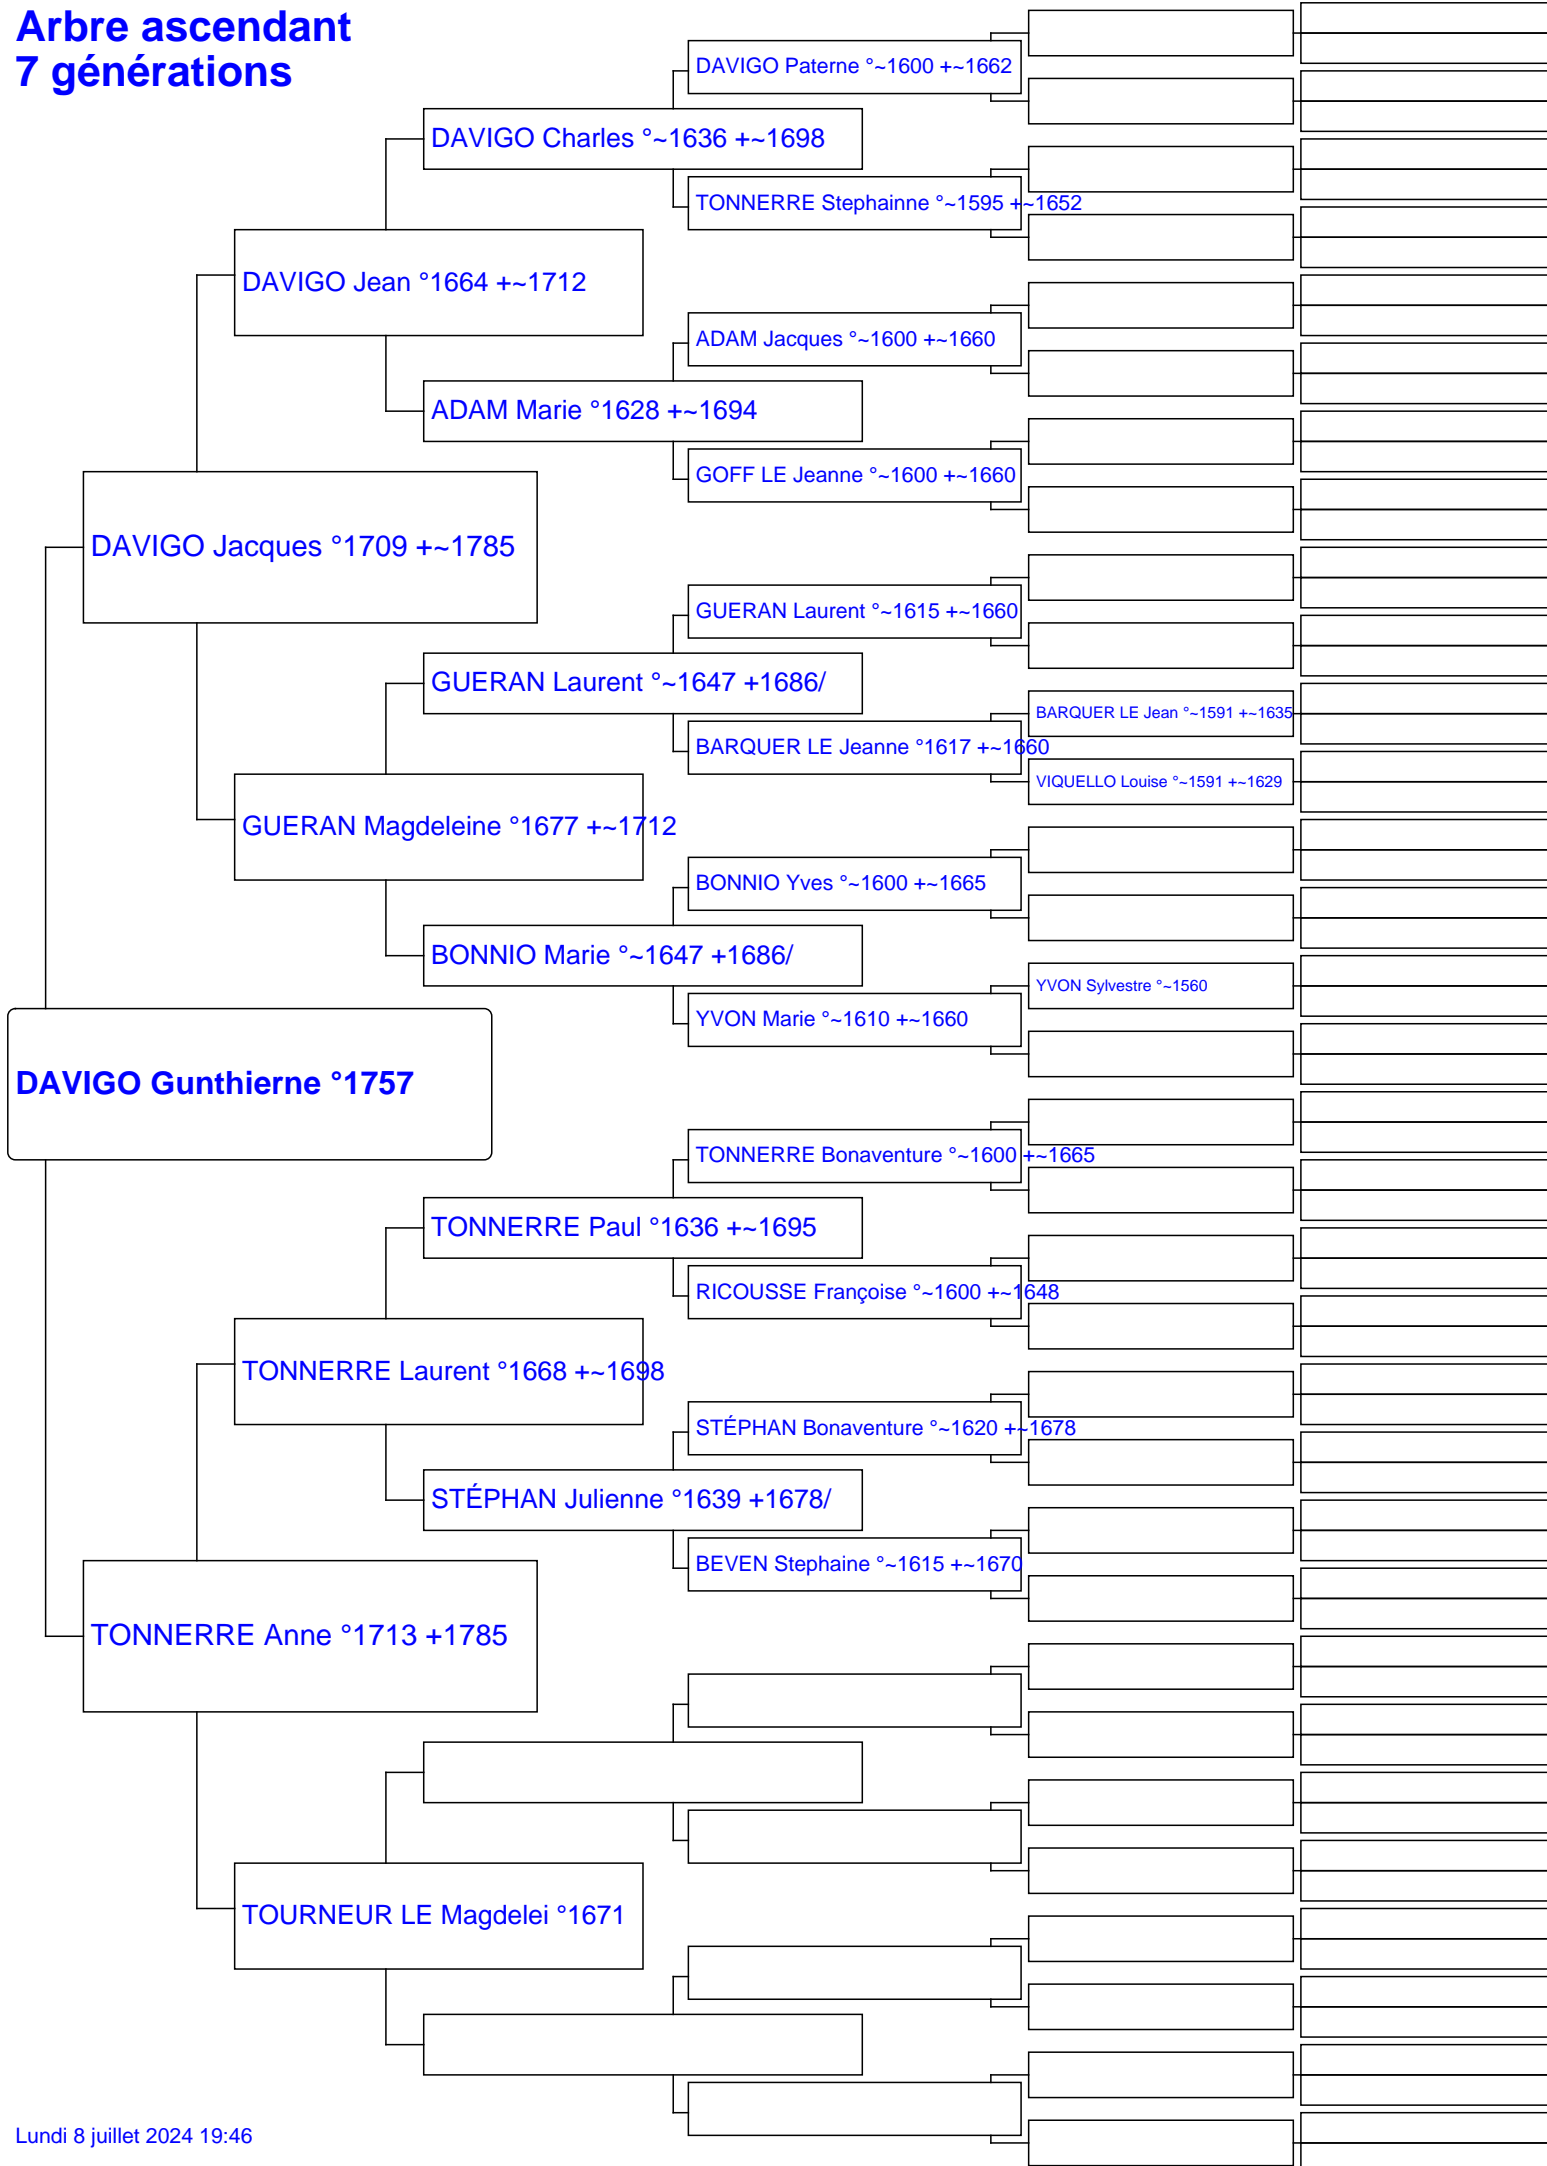 Arbre ascendant
7 générations
DAVIGO Paterne °~1600 +~1662
DAVIGO Charles °~1636 +~1698
TONNERRE Stephainne °~1595 +~1652
DAVIGO Jean °1664 +~1712
ADAM Jacques °~1600 +~1660
ADAM Marie °1628 +~1694
GOFF LE Jeanne °~1600 +~1660
DAVIGO Jacques °1709 +~1785
GUERAN Laurent °~1615 +~1660
GUERAN Laurent °~1647 +1686/
BARQUER LE Jean °~1591 +~1635
BARQUER LE Jeanne °1617 +~1660
VIQUELLO Louise °~1591 +~1629
GUERAN Magdeleine °1677 +~1712
BONNIO Yves °~1600 +~1665
BONNIO Marie °~1647 +1686/
YVON Sylvestre °~1560
YVON Marie °~1610 +~1660
DAVIGO Gunthierne °1757
TONNERRE Bonaventure °~1600 +~1665
TONNERRE Paul °1636 +~1695
RICOUSSE Françoise °~1600 +~1648
TONNERRE Laurent °1668 +~1698
STÉPHAN Bonaventure °~1620 +~1678
STÉPHAN Julienne °1639 +1678/
BEVEN Stephaine °~1615 +~1670
TONNERRE Anne °1713 +1785
TOURNEUR LE Magdelei °1671
Lundi 8 juillet 2024 19:46